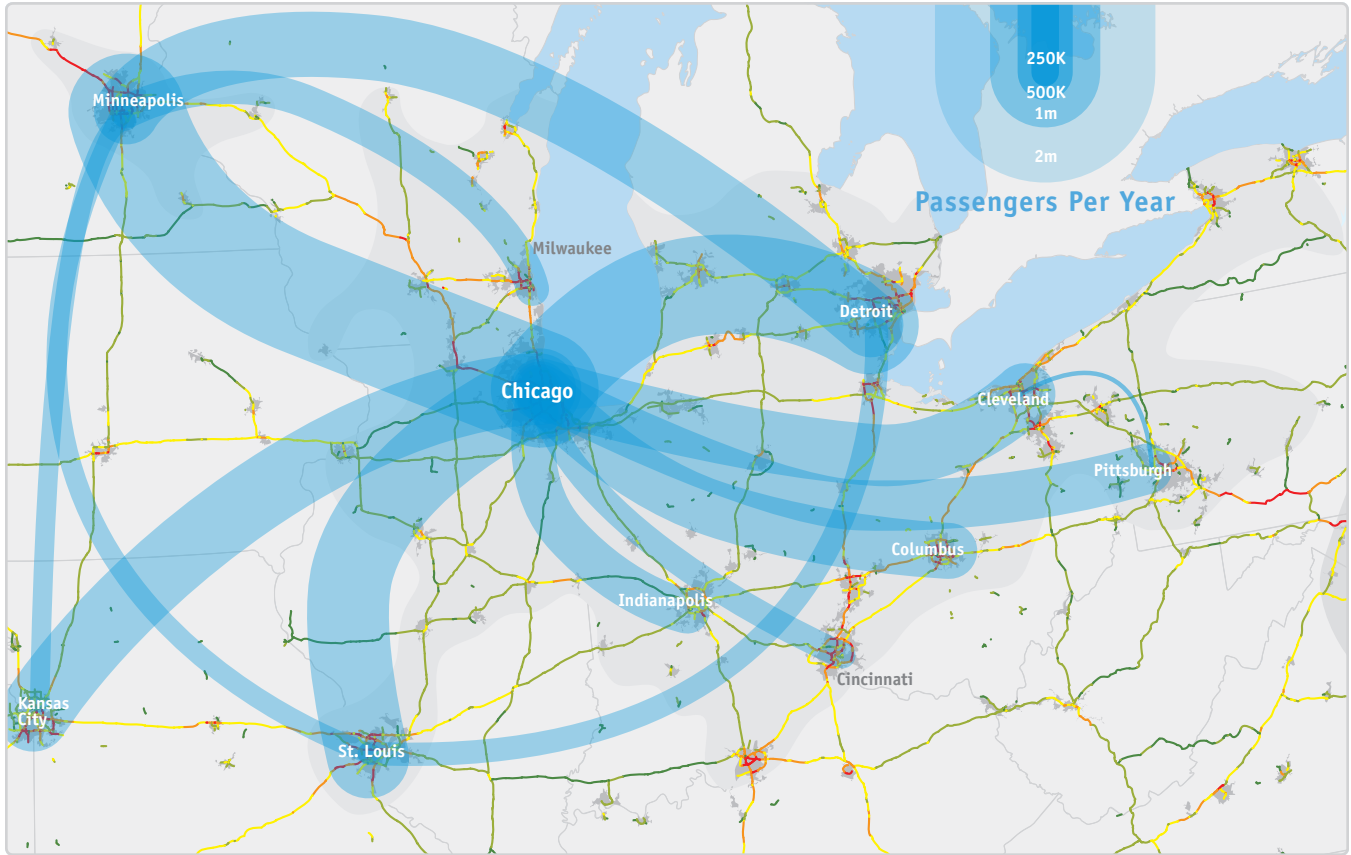 250K
500K
1m
2m
Passengers Per Year
Minneapolis
Milwaukee
Detroit
Chicago
Cleveland
Pittsburgh
Columbus
Indianapolis
Cincinnati
Kansas
City
St. Louis